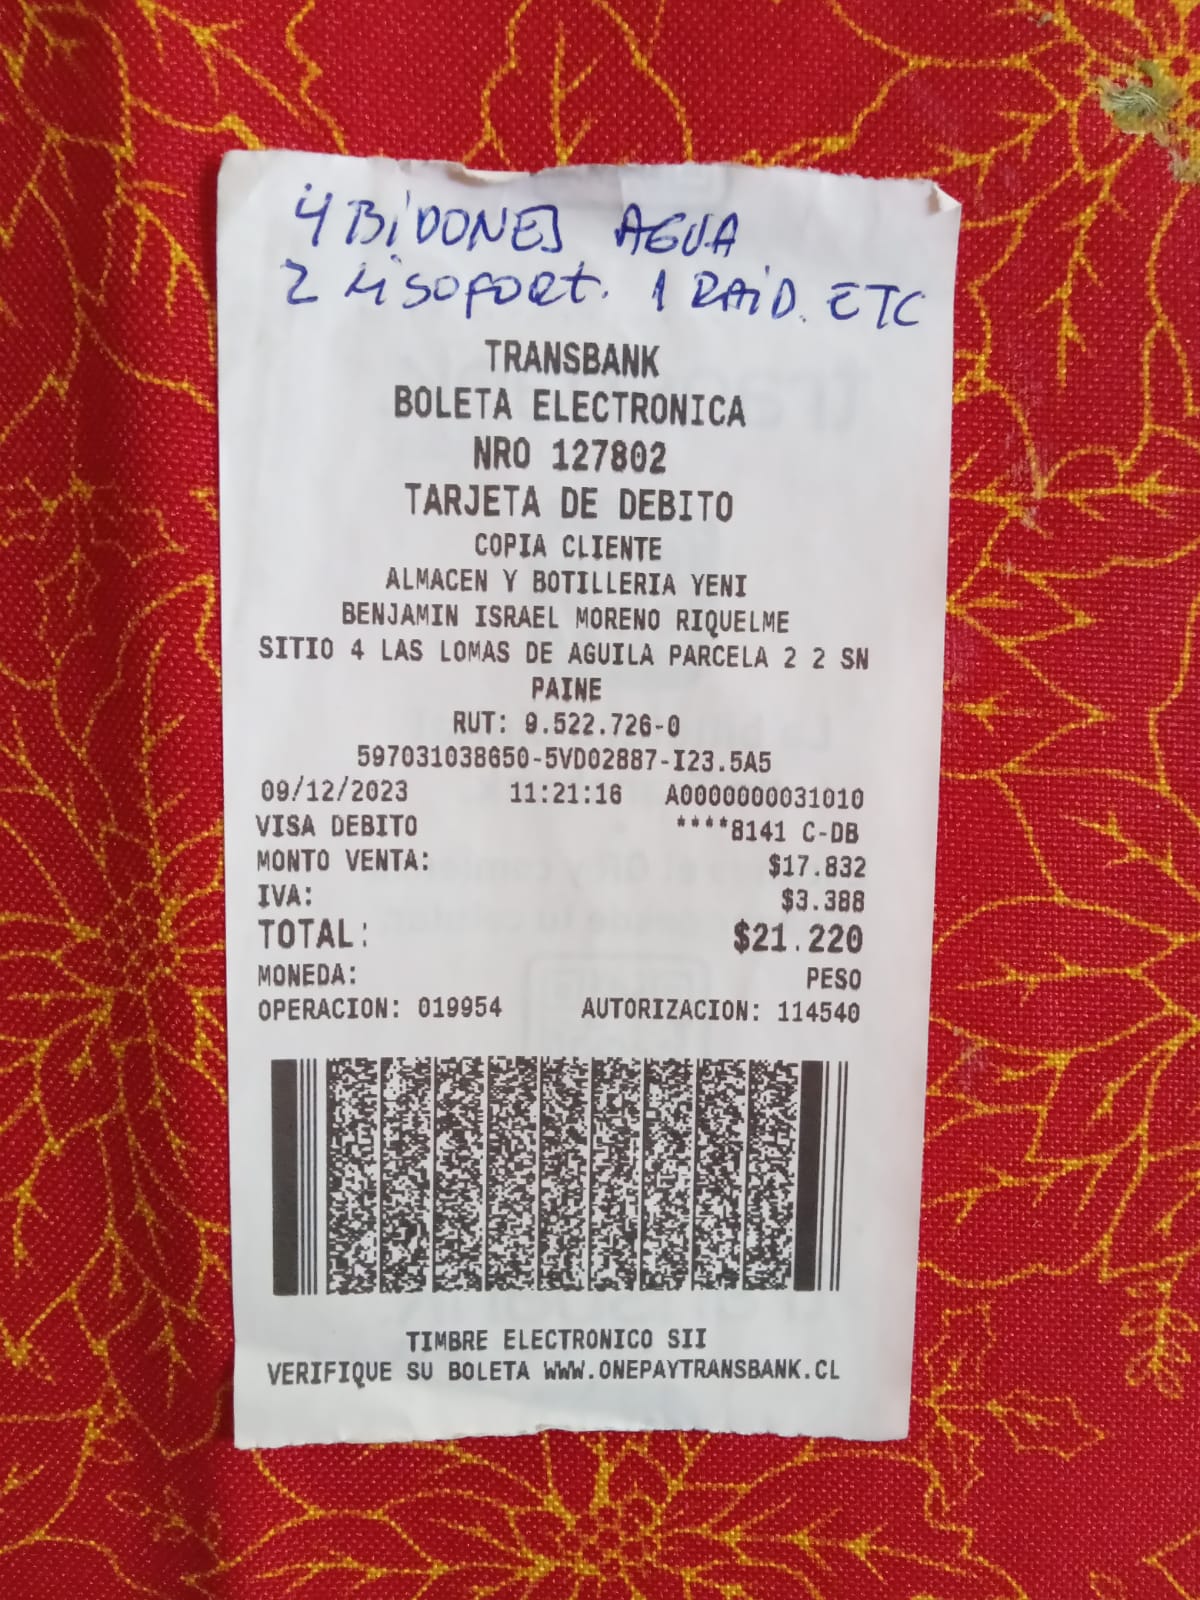 4 BiDONES AGUA
2 Lisofort. 1 RAiD. ETC
TRANSBANK
BOLETA ELECTRONICA
NRO 127802
TARJETA DE DEBITO
COPIA CLIENTE
ALMACEN Y BOTILLERIA YENI
BENJAMIN ISRAEL MORENO RIQUELME
SITIO 4 LAS LOMAS DE AGUILA PARCELA 2 2 SN
PAINE
RUT: 9.522.726-0
597031038650-5VD02887-I23.5A5
09/12/2023 11:21:16 A0000000031010
VISA DEBITO ****8141 C-DB
MONTO VENTA: $17.832
IVA: $3.388
TOTAL: $21.220
MONEDA: PESO
OPERACION: 019954 AUTORIZACION: 114540
TIMBRE ELECTRONICO SII
VERIFIQUE SU BOLETA WWW.ONEPAYTRANSBANK.CL